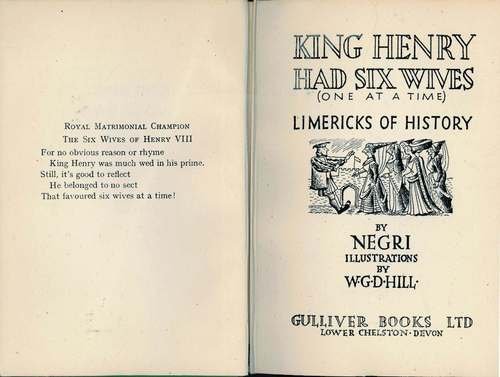 ROYAL MATRIMONIAL CHAMPION
THE SIX WIVES OF HENRY VIII
For no obvious reason or rhyme
King Henry was much wed in his prime.
Still, it's good to reflect
He belonged to no sect
That favoured six wives at a time!
KING HENRY
HAD SIX WIVES
(ONE AT A TIME)
LIMERICKS OF HISTORY
BY
NEGRI
ILLUSTRATIONS
BY
W·G·D·HILL·
GULLIVER BOOKS LTD
LOWER CHELSTON·DEVON